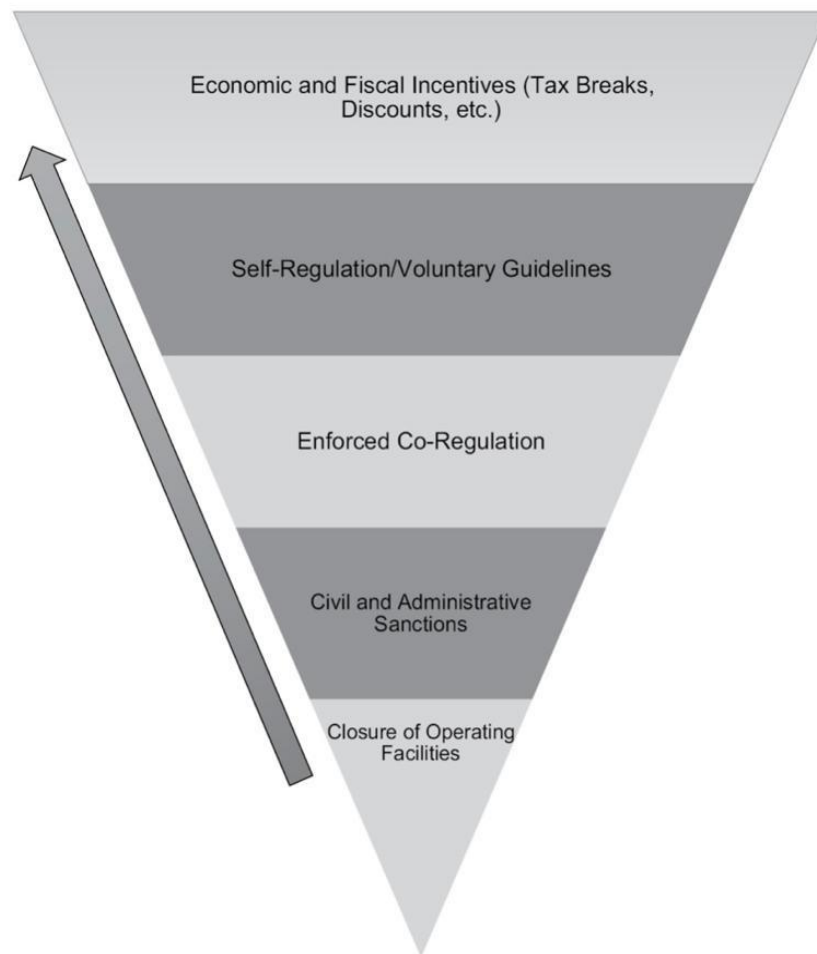 Economic and Fiscal Incentives (Tax Breaks,
Discounts, etc.)
Self-Regulation/Voluntary Guidelines
Enforced Co-Regulation
Civil and Administrative
Sanctions
Closure of Operating
Facilities